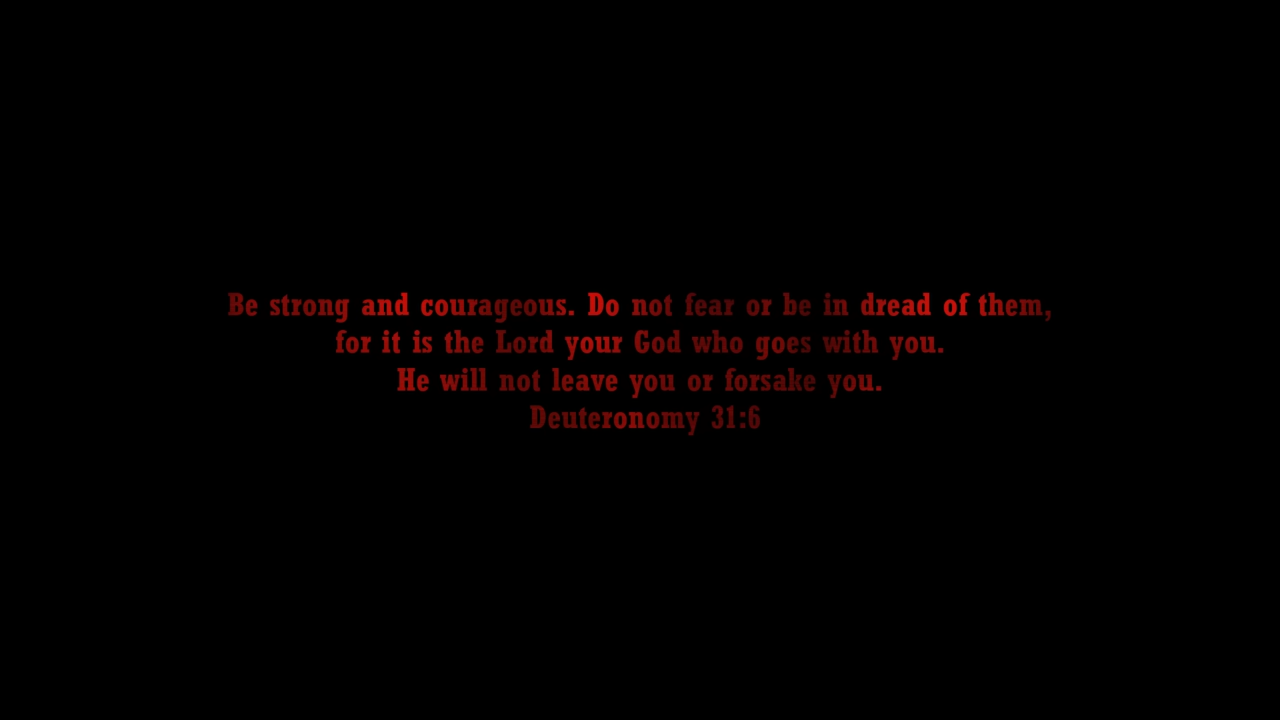 Be strong and courageous. Do not fear or be in dread of them,
for it is the Lord your God who goes with you.
He will not leave you or forsake you.
Deuteronomy 31:6